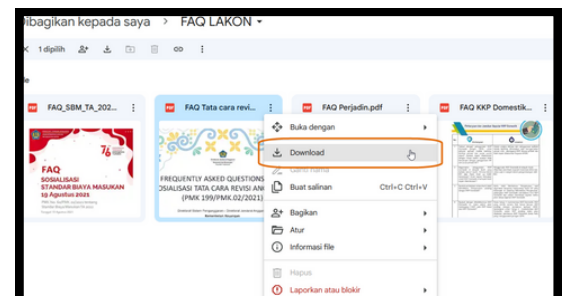 Dibagikan kepada saya > FAQ LAKON
1 dipilih
FAQ_SBM_TA_202...
FAQ Tata cara revi...
FAQ Perjadin.pdf
FAQ KKP Domestik...
FAQ
SOSIALISASI
STANDAR BIAYA MASUKAN
19 Agustus 2021
FREQUENTLY ASKED QUESTIONS
SOSIALISASI TATA CARA REVISI AN
(PMK 199/PMK.02/2021)
Buka dengan
Download
Ganti nama
Buat salinan Ctrl+C Ctrl+V
Bagikan
Atur
Informasi file
Hapus
Laporkan atau blokir